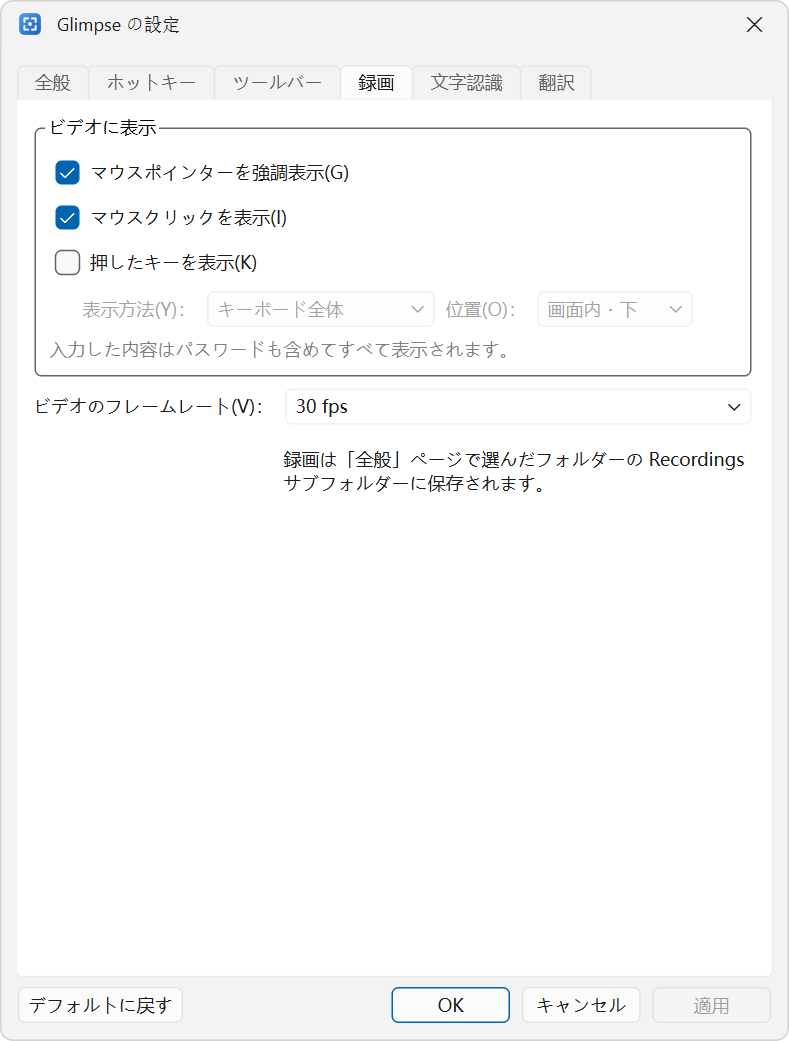 Glimpse の設定
全般 ホットキー ツールバー 録画 文字認識 翻訳
ビデオに表示
マウスポインターを強調表示(G)
マウスクリックを表示(I)
押したキーを表示(K)
表示方法(Y): キーボード全体 位置(O): 画面内・下
入力した内容はパスワードも含めてすべて表示されます。
ビデオのフレームレート(V): 30 fps
録画は「全般」ページで選んだフォルダーの Recordings
サブフォルダーに保存されます。
デフォルトに戻す OK キャンセル 適用